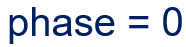 phase = 0